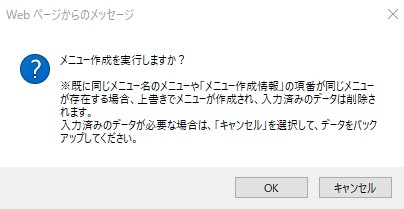 Web ページからのメッセージ
メニュー作成を実行しますか？
※既に同じメニュー名のメニューや「メニュー作成情報」の項番が同じメニュー
が存在する場合、上書きでメニューが作成され、入力済みのデータは削除さ
れます。
入力済みのデータが必要な場合は、「キャンセル」を選択して、データをバック
アップしてください。
OK
キャンセル